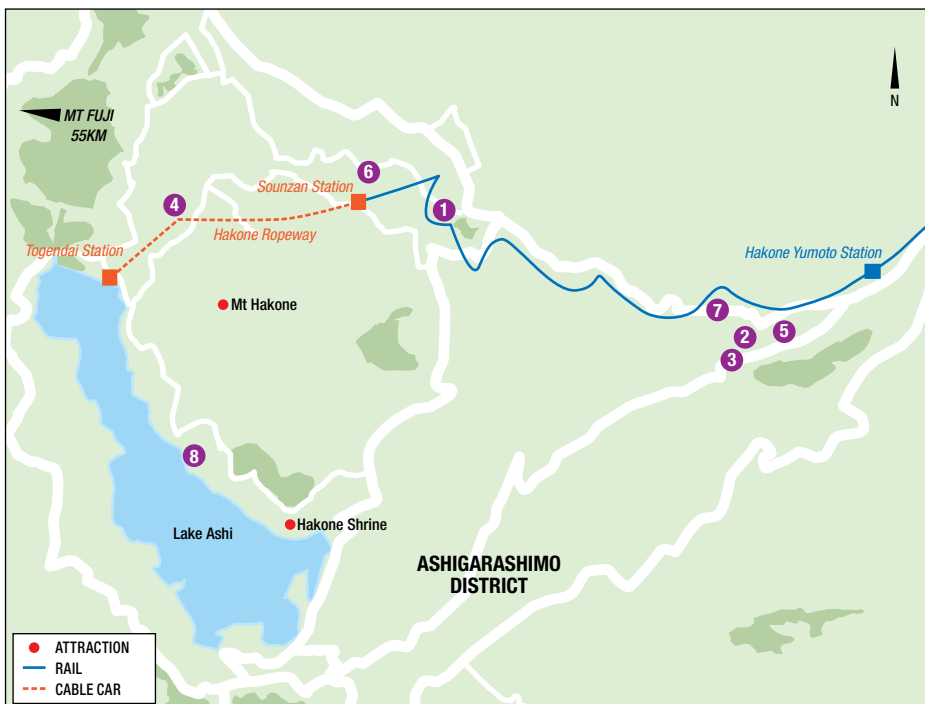 MT FUJI
55KM
N
6
Sounzan Station
4
1
Hakone Ropeway
Togendai Station
Hakone Yumoto Station
Mt Hakone
7
2
5
3
8
Lake Ashi
Hakone Shrine
ASHIGARASHIMO
DISTRICT
ATTRACTION
RAIL
CABLE CAR